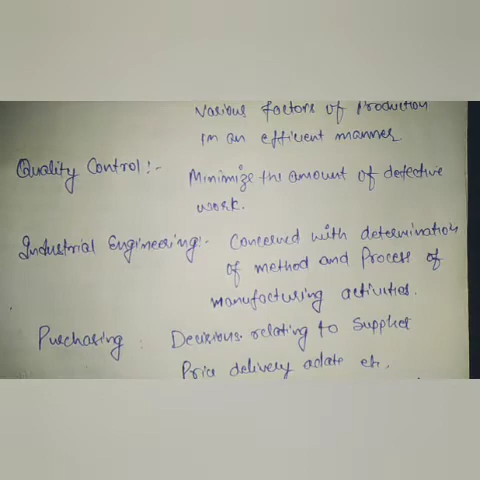 Various factors of Production
in an efficient manner
Quality Control:- Minimize the amount of defective
work.
Industrial Engineering:- Concerned with determination
of method and Process of
manufacturing activities.
Purchasing : Decisions relating to Supplier
Price delivery adate etc.